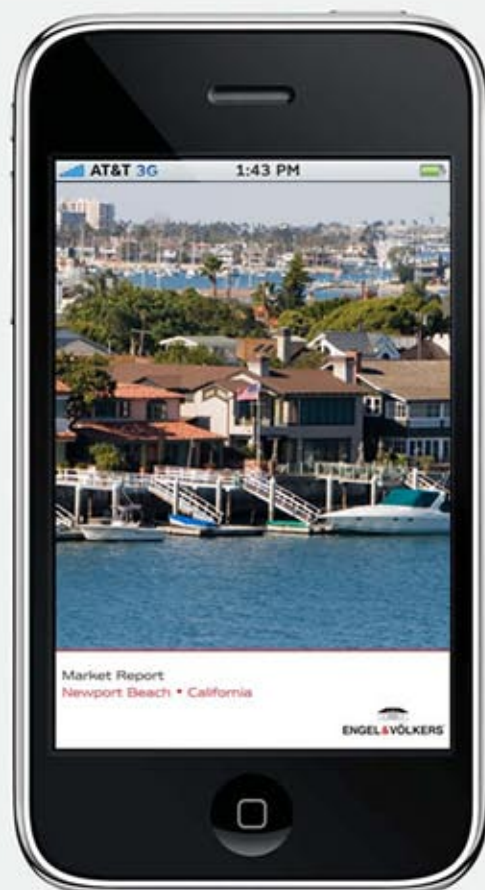 AT&T 3G 1:43 PM
Market Report
Newport Beach • California
ENGEL&VÖLKERS